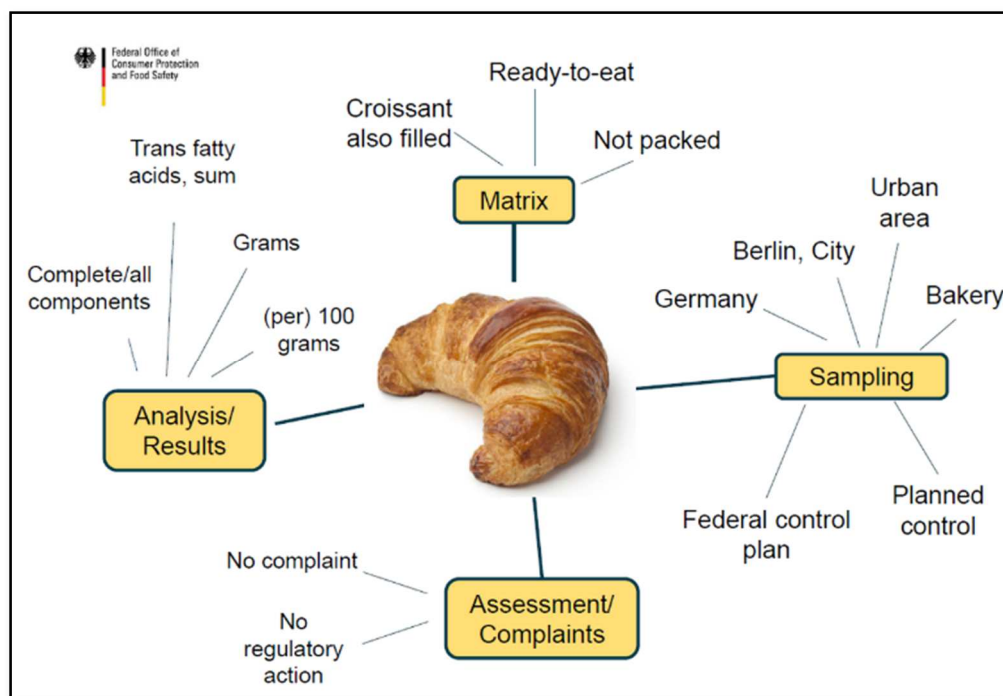 Federal Office of
Consumer Protection
and Food Safety
Ready-to-eat
Croissant
also filled
Not packed
Matrix
Trans fatty
acids, sum
Grams
Complete/all
components
(per) 100
grams
Analysis/
Results
Urban
area
Berlin, City
Germany
Bakery
Sampling
Federal control
plan
Planned
control
No complaint
No
regulatory
action
Assessment/
Complaints